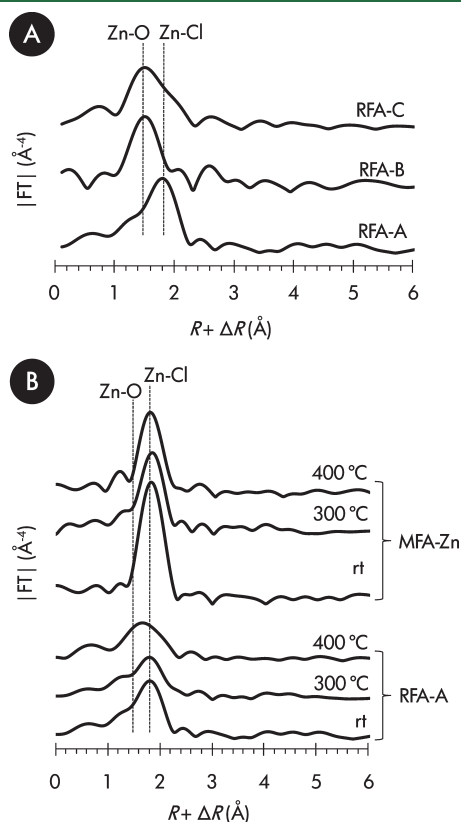 A
Zn-O Zn-Cl
RFA-C
RFA-B
RFA-A
|FT| (Å-4)
0 1 2 3 4 5 6
R+ ΔR(Å)
B
Zn-O Zn-Cl
400 °C
300 °C
rt
MFA-Zn
400 °C
300 °C
rt
RFA-A
|FT| (Å-4)
0 1 2 3 4 5 6
R+ ΔR(Å)